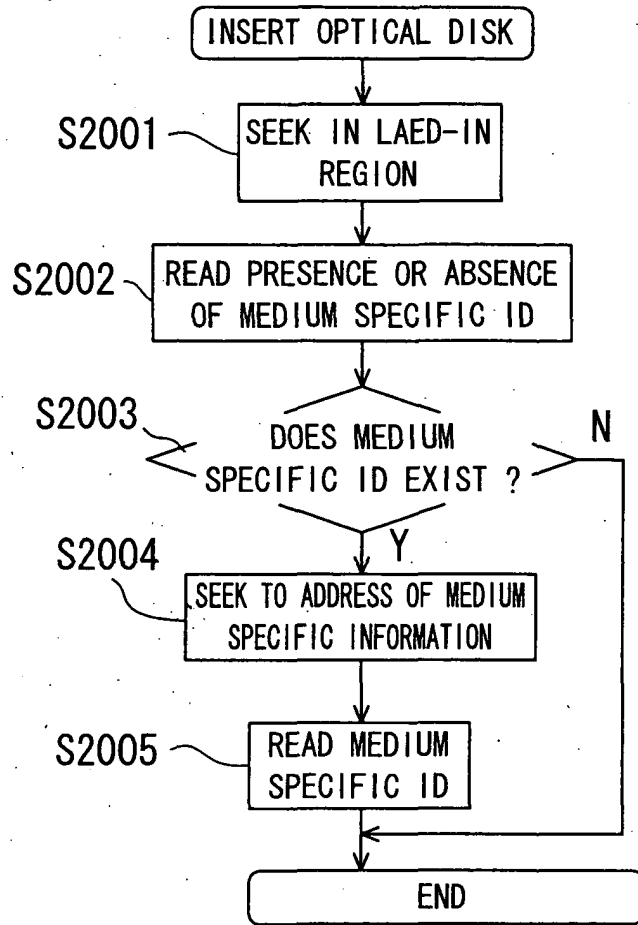 INSERT OPTICAL DISK
S2001
SEEK IN LAED-IN
REGION
S2002
READ PRESENCE OR ABSENCE
OF MEDIUM SPECIFIC ID
S2003
DOES MEDIUM
SPECIFIC ID EXIST ?
N
Y
S2004
SEEK TO ADDRESS OF MEDIUM
SPECIFIC INFORMATION
S2005
READ MEDIUM
SPECIFIC ID
END